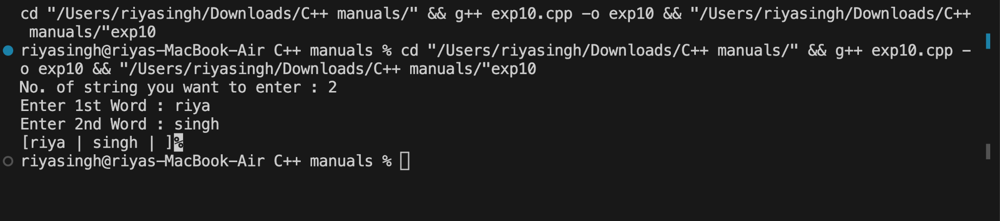 cd "/Users/riyasingh/Downloads/C++ manuals/" && g++ exp10.cpp -o exp10 && "/Users/riyasingh/Downloads/C++
manuals/"exp10
riyasingh@riyas-MacBook-Air C++ manuals % cd "/Users/riyasingh/Downloads/C++ manuals/" && g++ exp10.cpp -
o exp10 && "/Users/riyasingh/Downloads/C++ manuals/"exp10
No. of string you want to enter : 2
Enter 1st Word : riya
Enter 2nd Word : singh
[riya | singh | ]%
riyasingh@riyas-MacBook-Air C++ manuals %